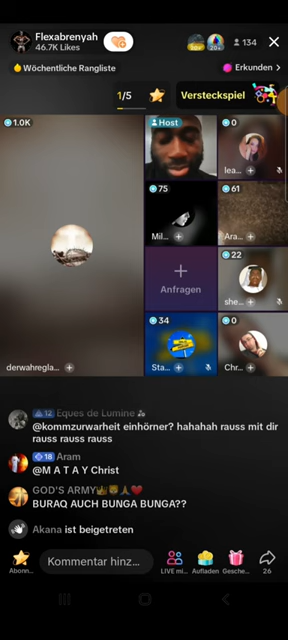 Flexabrenyah
46.7K Likes
20+
134
Wöchentliche Rangliste
Erkunden >
1/5
Versteckspiel
1.0K
Host
0
lea...
75
61
Mil...
Ara...
Anfragen
22
she...
34
0
derwahregla...
Sta...
Chr...
12 Eques de Lumine
@kommzurwarheit einhörner? hahahah rauss mit dir
rauss rauss rauss
18 Aram
@M A T A Y Christ
GOD'S ARMY
BURAQ AUCH BUNGA BUNGA??
Akana ist beigetreten
Kommentar hinz...
Abonn...
LIVE mi...
Aufladen
Gesche...
26